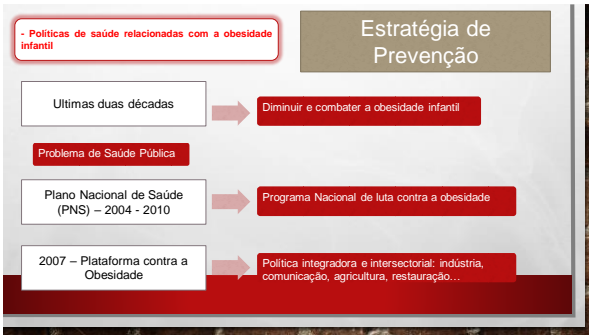 - Políticas de saúde relacionadas com a obesidade
infantil
Estratégia de
Prevenção
Ultimas duas décadas
Diminuir e combater a obesidade infantil
Problema de Saúde Pública
Plano Nacional de Saúde
(PNS) – 2004 - 2010
Programa Nacional de luta contra a obesidade
2007 – Plataforma contra a
Obesidade
Política integradora e intersectorial: indústria,
comunicação, agricultura, restauração…